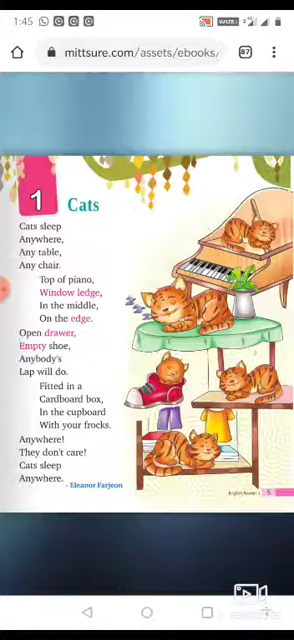 1:45
87
mittsure.com/assets/ebooks/
1
Cats
Cats sleep
Anywhere,
Any table,
Any chair.
Top of piano,
Window ledge,
In the middle,
On the edge.
Open drawer,
Empty shoe,
Anybody's
Lap will do.
Fitted in a
Cardboard box,
In the cupboard
With your frocks.
Anywhere!
They don't care!
Cats sleep
Anywhere.
- Eleanor Farjeon
5